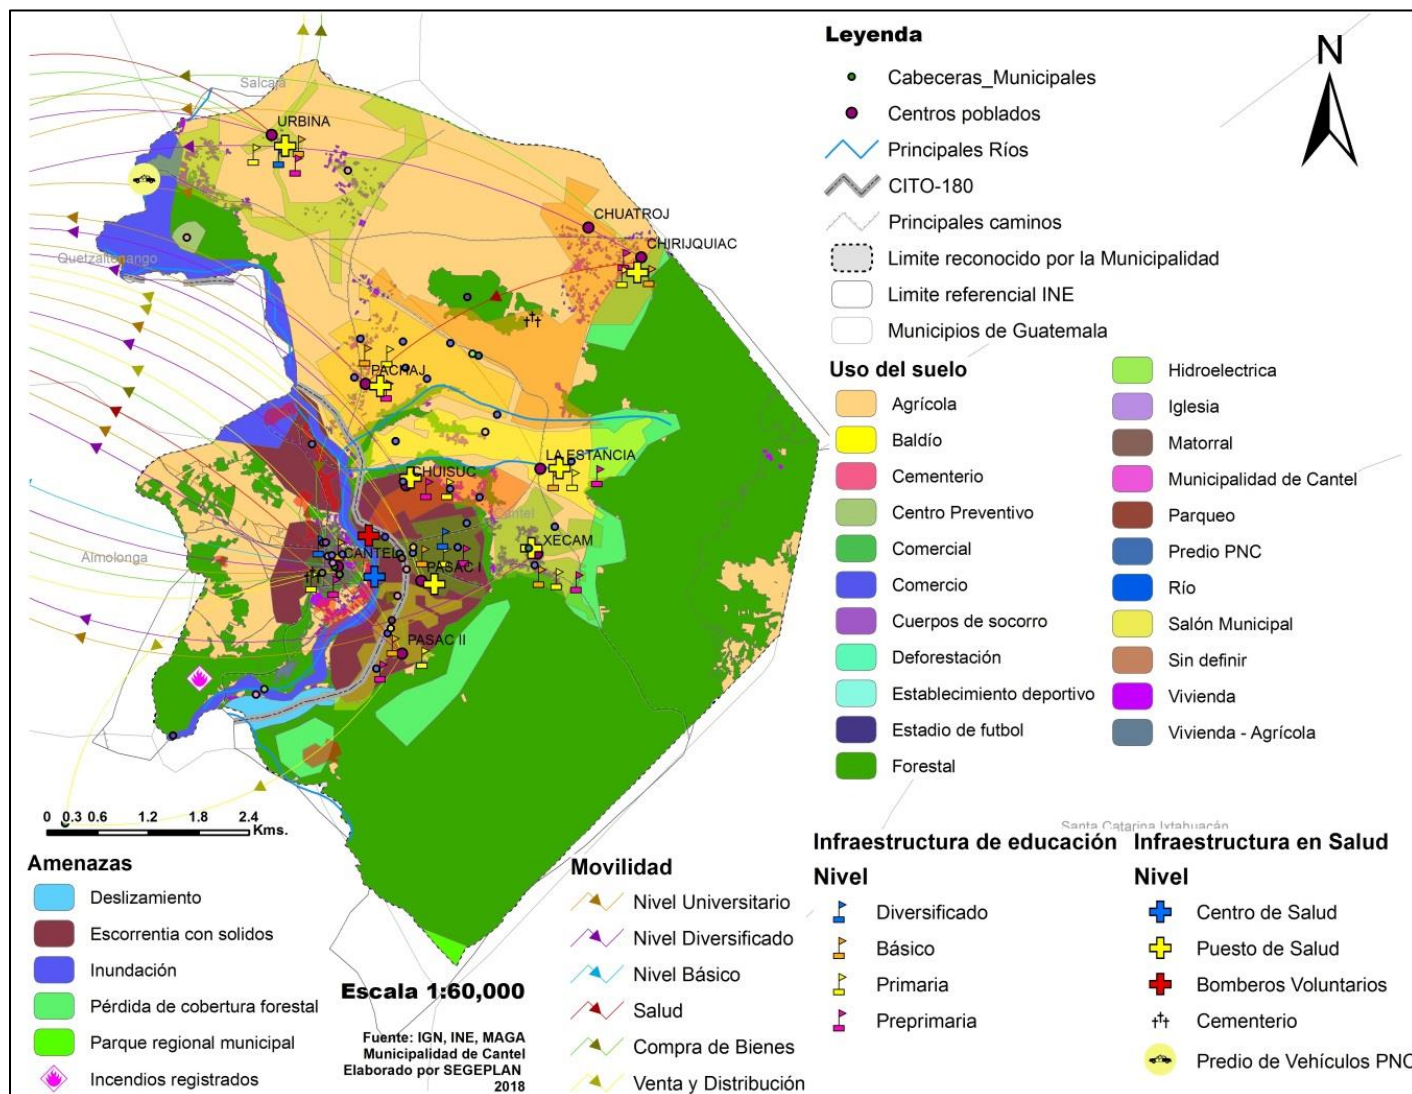 Leyenda
Cabeceras_Municipales
Centros poblados
Principales Ríos
CITO-180
Principales caminos
Limite reconocido por la Municipalidad
Limite referencial INE
Municipios de Guatemala
Uso del suelo
Agrícola
Baldío
Cementerio
Centro Preventivo
Comercial
Comercio
Cuerpos de socorro
Deforestación
Establecimiento deportivo
Estadio de futbol
Forestal
Hidroelectrica
Iglesia
Matorral
Municipalidad de Cantel
Parqueo
Predio PNC
Río
Salón Municipal
Sin definir
Vivienda
Vivienda - Agrícola
N
Salcajá
URBINA
CHUATROJ
CHIRIJQUIAC
Quetzaltenango
PACHAJ
LA ESTANCIA
CHUISUC
Cantel
Almolonga
CANTEL
PASAC I
PASAC II
Santa Catarina Ixtahuacán
0 0.3 0.6 1.2 1.8 2.4
Kms.
Amenazas
Deslizamiento
Escorrentia con solidos
Inundación
Pérdida de cobertura forestal
Parque regional municipal
Incendios registrados
Escala 1:60,000
Fuente: IGN, INE, MAGA
Municipalidad de Cantel
Elaborado por SEGEPLAN
2018
Movilidad
Nivel Universitario
Nivel Diversificado
Nivel Básico
Salud
Compra de Bienes
Venta y Distribución
Infraestructura de educación
Nivel
Diversificado
Básico
Primaria
Preprimaria
Infraestructura en Salud
Nivel
Centro de Salud
Puesto de Salud
Bomberos Voluntarios
Cementerio
Predio de Vehículos PNC